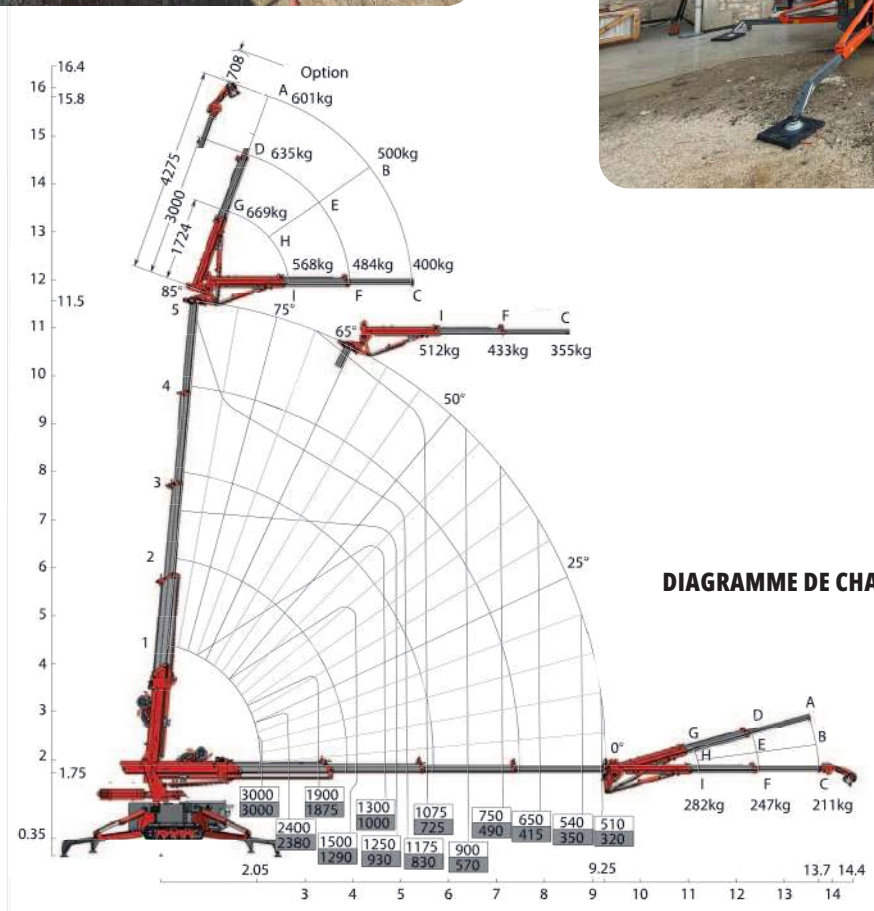 16.4
16
15.8
15
14
13
12
11.5
11
10
9
8
7
6
5
4
3
2
1.75
0.35
708
Option
A
601kg
500kg
B
4275
3000
1724
D
635kg
E
G
669kg
H
568kg
484kg
400kg
I
F
C
85°
75°
65°
50°
25°
0°
5
4
3
2
1
I
F
C
512kg
433kg
355kg
DIAGRAMME DE CHA
A
D
G
B
E
H
I
F
C
282kg
247kg
211kg
3000
3000
2400
2380
1900
1875
1500
1290
1300
1000
1250
930
1175
830
1075
725
900
570
750
490
650
415
540
350
510
320
2.05
9.25
13.7 14.4
3 4 5 6 7 8 9 10 11 12 13 14